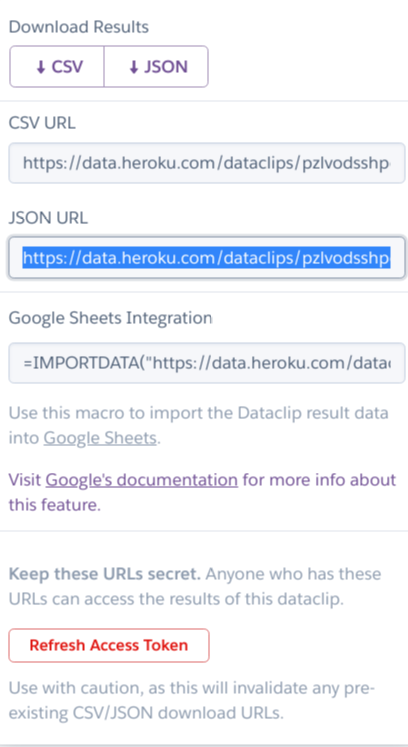 Download Results
CSV JSON
CSV URL
https://data.heroku.com/dataclips/pzlvodsshp
JSON URL
https://data.heroku.com/dataclips/pzlvodsshp
Google Sheets Integration
=IMPORTDATA("https://data.heroku.com/data
Use this macro to import the Dataclip result data
into Google Sheets.
Visit Google's documentation for more info about
this feature.
Keep these URLs secret. Anyone who has these
URLs can access the results of this dataclip.
Refresh Access Token
Use with caution, as this will invalidate any pre-
existing CSV/JSON download URLs.